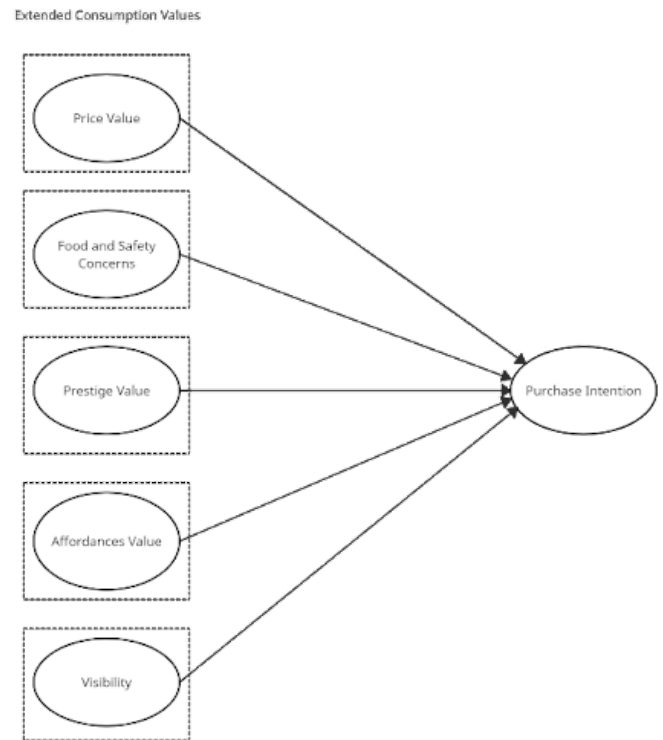 Extended Consumption Values
Price Value
Food and Safety
Concerns
Prestige Value
Purchase Intention
Affordances Value
Visibility